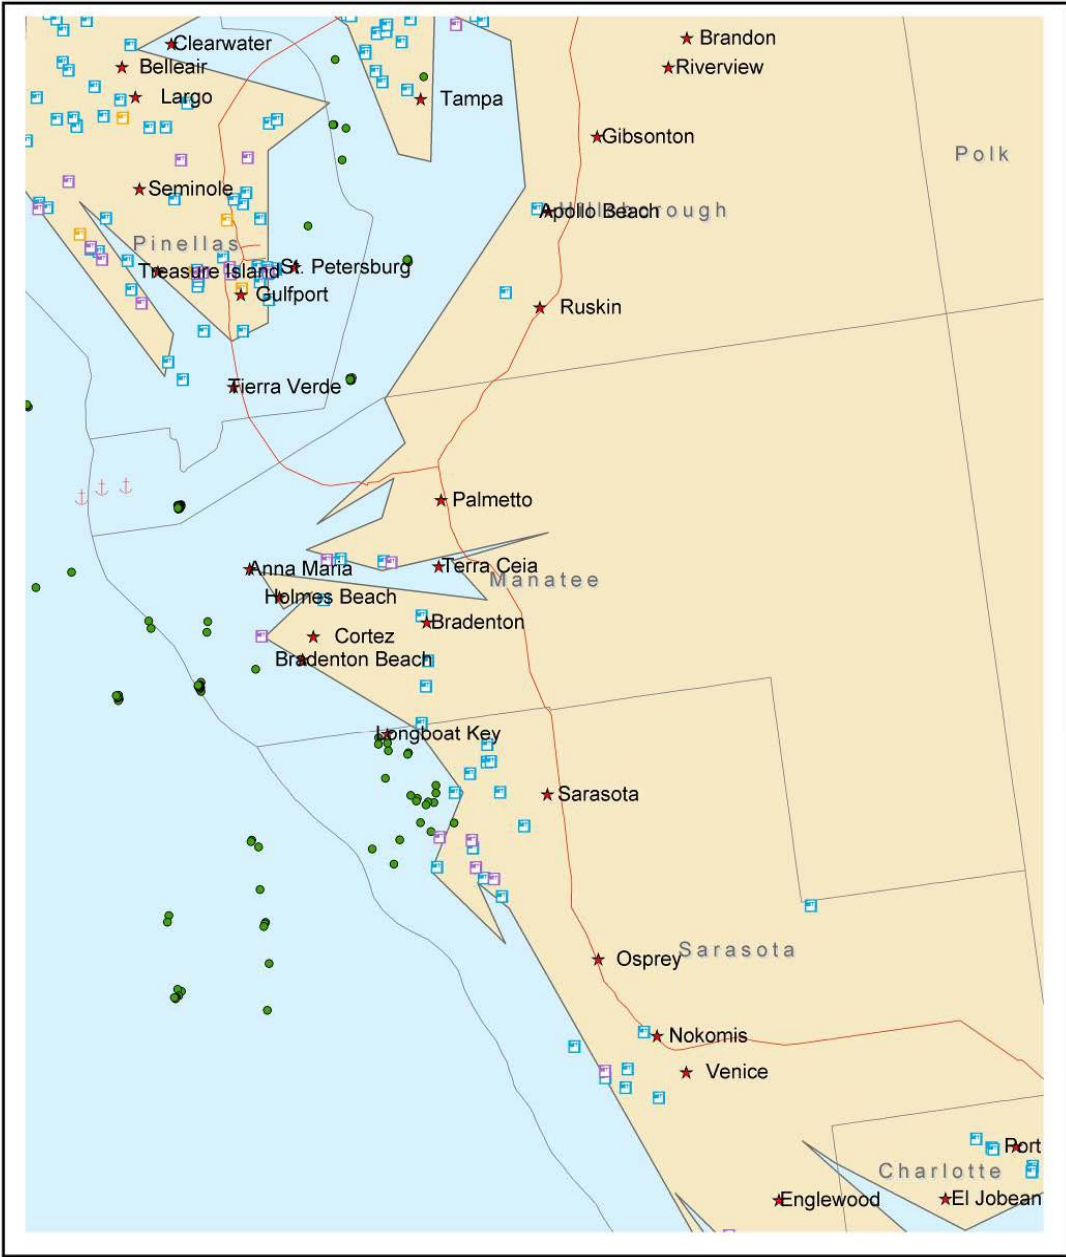 Brandon
Clearwater
Belleair
Riverview
Largo
Tampa
Gibsonton
Polk
Seminole
Apollo Beach
Hillsborough
Pinellas
St. Petersburg
Treasure Island
Gulfport
Ruskin
Tierra Verde
Palmetto
Terra Ceia
Anna Maria
Manatee
Holmes Beach
Bradenton
Cortez
Bradenton Beach
Longboat Key
Sarasota
Sarasota
Osprey
Nokomis
Venice
Port
Charlotte
Englewood
El Jobean